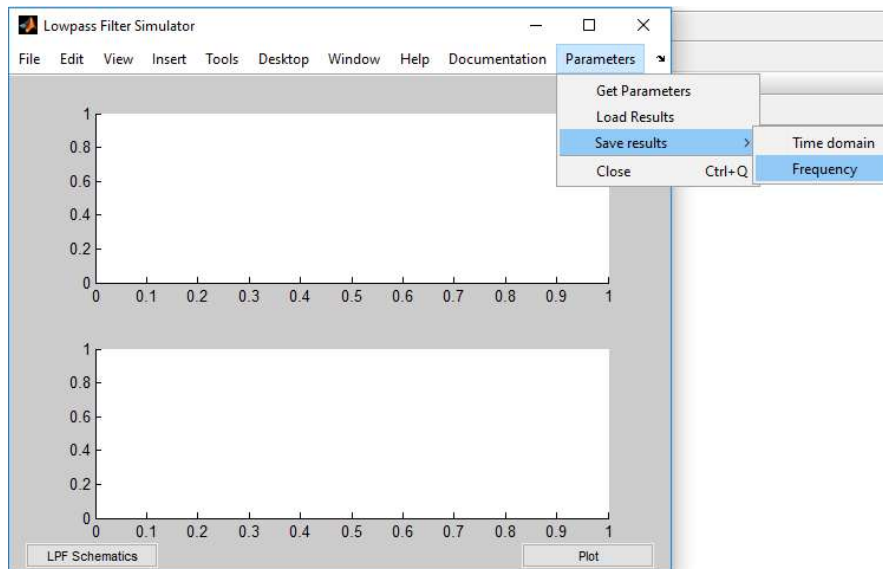 Lowpass Filter Simulator
File Edit View Insert Tools Desktop Window Help Documentation Parameters
Get Parameters
Load Results
Save results
Close Ctrl+Q
Time domain
Frequency
1
0.8
0.6
0.4
0.2
0
0 0.1 0.2 0.3 0.4 0.5 0.6 0.7 0.8 0.9 1
1
0.8
0.6
0.4
0.2
0
0 0.1 0.2 0.3 0.4 0.5 0.6 0.7 0.8 0.9 1
LPF Schematics Plot